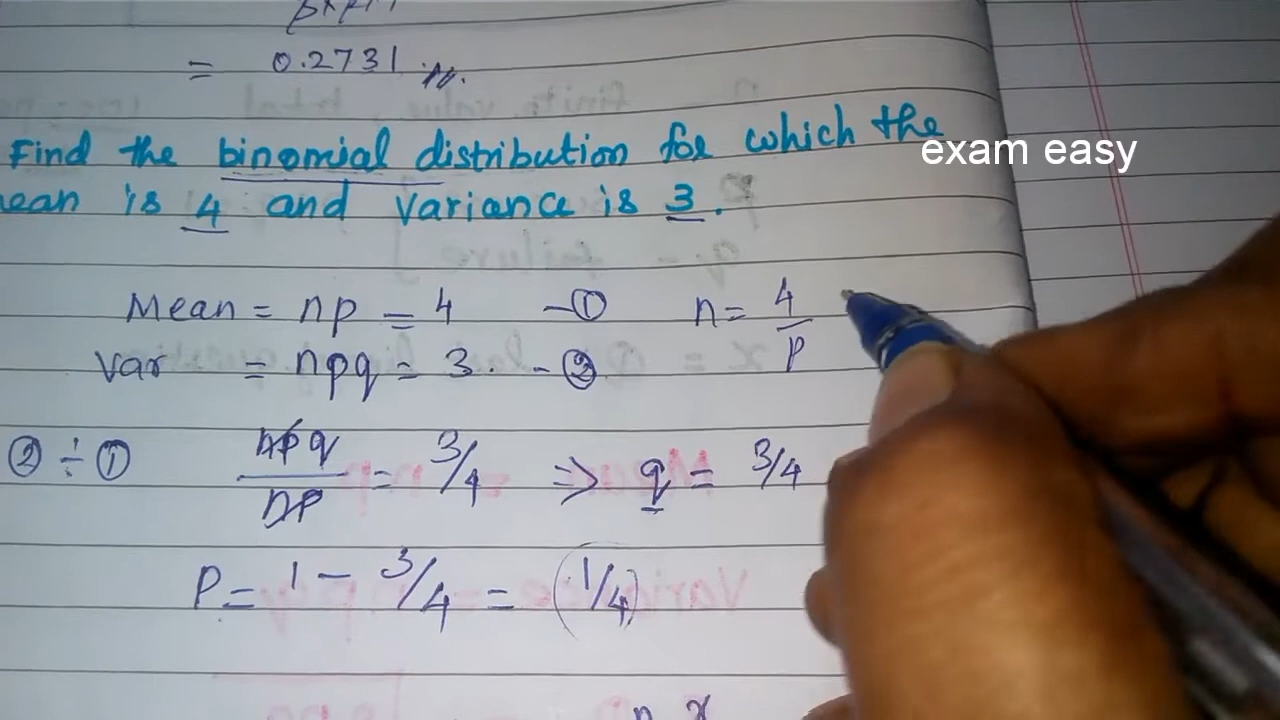 = 0.2731
Find the binomial distribution for which the
exam easy
mean is 4 and variance is 3.
Mean = np = 4 - ① n = 4/p
Var = npq = 3. - ②
② ÷ ① npq/np = 3/4 ⇒ q = 3/4
P = 1 - 3/4 = (1/4)